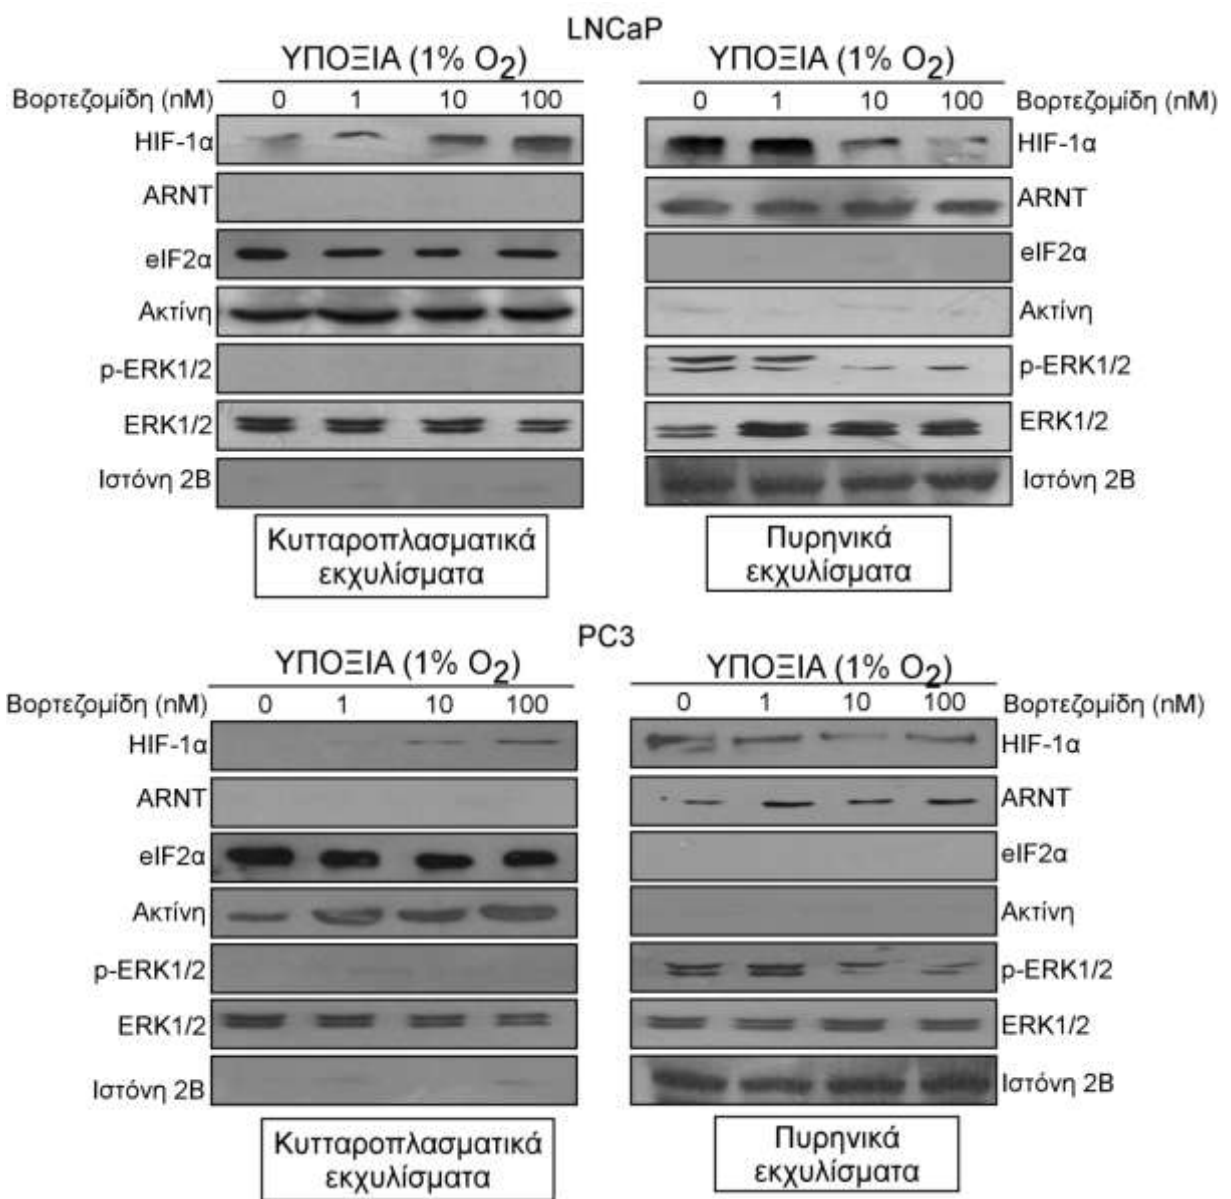 LNCaP
ΥΠΟΞΙΑ (1% O2) ΥΠΟΞΙΑ (1% O2)
Βορτεζομίδη (nM) 0 1 10 100 0 1 10 100 Βορτεζομίδη (nM)
HIF-1α HIF-1α
ARNT ARNT
eIF2α eIF2α
Ακτίνη Ακτίνη
p-ERK1/2 p-ERK1/2
ERK1/2 ERK1/2
Ιστόνη 2Β Ιστόνη 2Β
Κυτταροπλασματικά Πυρηνικά
εκχυλίσματα εκχυλίσματα
PC3
ΥΠΟΞΙΑ (1% O2) ΥΠΟΞΙΑ (1% O2)
Βορτεζομίδη (nM) 0 1 10 100 0 1 10 100 Βορτεζομίδη (nM)
HIF-1α HIF-1α
ARNT ARNT
eIF2α eIF2α
Ακτίνη Ακτίνη
p-ERK1/2 p-ERK1/2
ERK1/2 ERK1/2
Ιστόνη 2Β Ιστόνη 2Β
Κυτταροπλασματικά Πυρηνικά
εκχυλίσματα εκχυλίσματα